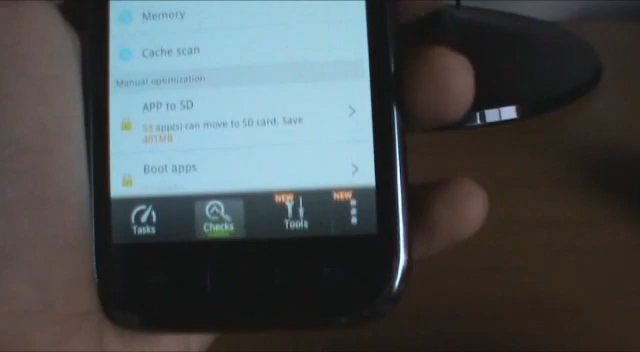 Memory
Cache scan
Manual optimization
APP to SD
53 app(s) can move to SD card. Save
401MB
Boot apps
NEW
NEW
Tasks
Checks
Tools